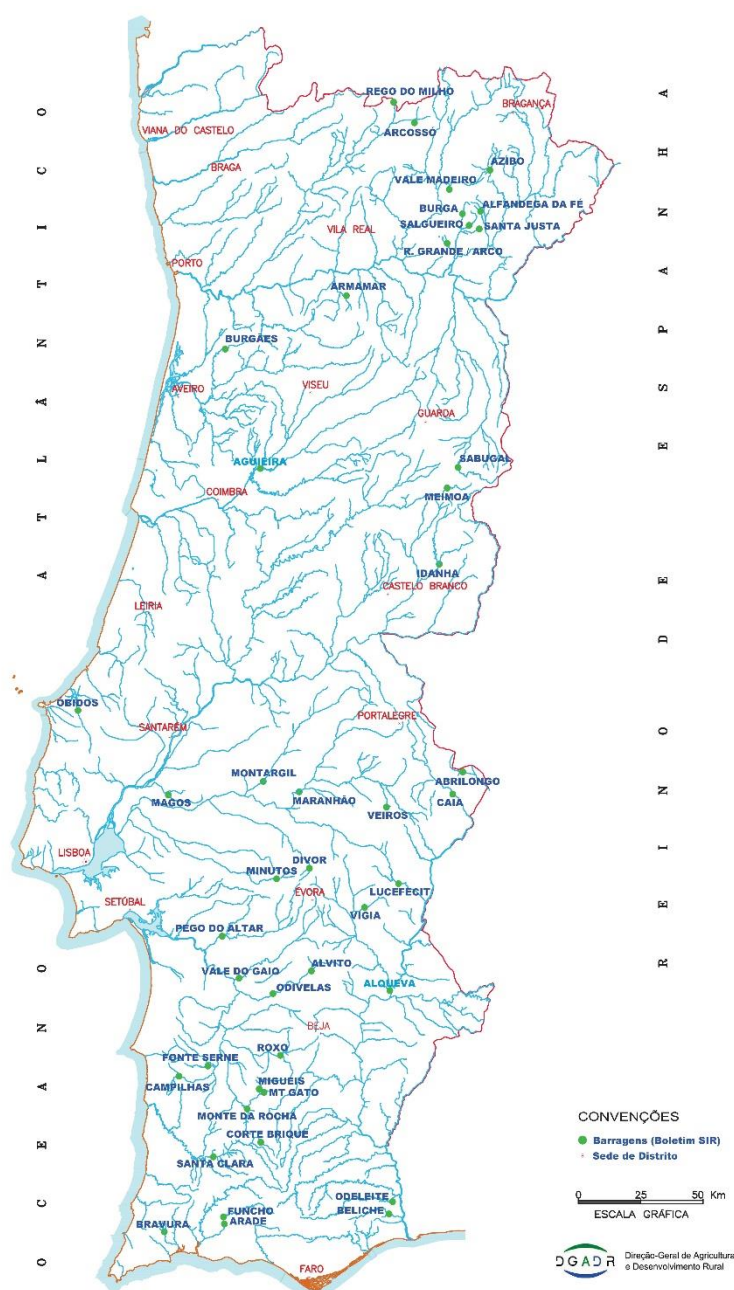 REGO DO MILHO
BRAGANÇA
ARCOSSÓ
VIANA DO CASTELO
BRAGA
AZIBO
VALE MADEIRO
BURGA
ALFANDEGA DA FÉ
SALGUEIRO
SANTA JUSTA
VILA REAL
R. GRANDE / ARCO
PORTO
ARMAMAR
BURGÃES
AVEIRO
VISEU
GUARDA
AGUIEIRA
SABUGAL
COIMBRA
MEIMOA
IDANHA
CASTELO BRANCO
LEIRIA
ÓBIDOS
SANTARÉM
PORTALEGRE
MONTARGIL
ABRILONGO
MAGOS
MARANHÃO
CAIA
VEIROS
LISBOA
DIVOR
MINUTOS
LUCEFECIT
ÉVORA
SETÚBAL
VIGIA
PEGO DO ALTAR
ALVITO
VALE DO GAIO
ALQUEVA
ODIVELAS
BEJA
ROXO
FONTE SERNE
CAMPILHAS
MIGUEIS
MT GATO
MONTE DA ROCHA
CORTE BRIQUE
SANTA CLARA
ODELEITE
BELICHE
FUNCHO
ARADE
BRAVURA
FARO
OCEANO ATLÂNTICO
REINO DE ESPANHA
CONVENÇÕES
Barragens (Boletim SIR)
Sede de Distrito
0 25 50 Km
ESCALA GRÁFICA
DGADR
Direção-Geral de Agricultura
e Desenvolvimento Rural